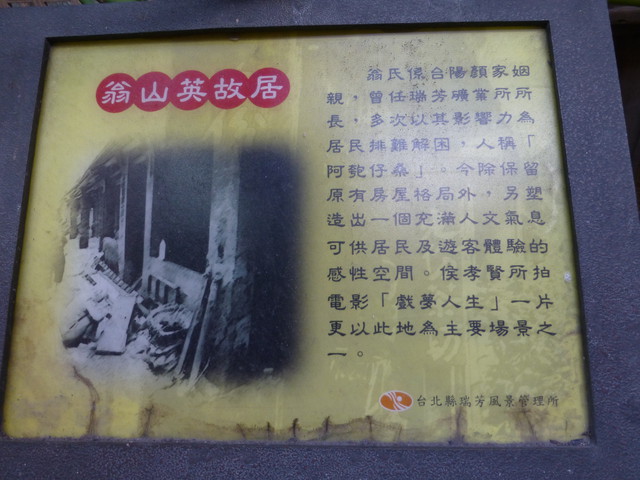 翁山英故居
翁氏係台陽顏家姻
親，曾任瑞芳礦業所所
長，多次以其影響力為
居民排難解困，人稱「
阿鴕仔桑」。今除保留
原有房屋格局外，另塑
造出一個充滿人文氣息
可供居民及遊客體驗的
感性空間。侯孝賢所拍
電影「戲夢人生」一片
更以此地為主要場景之
一。
台北縣瑞芳風景管理所